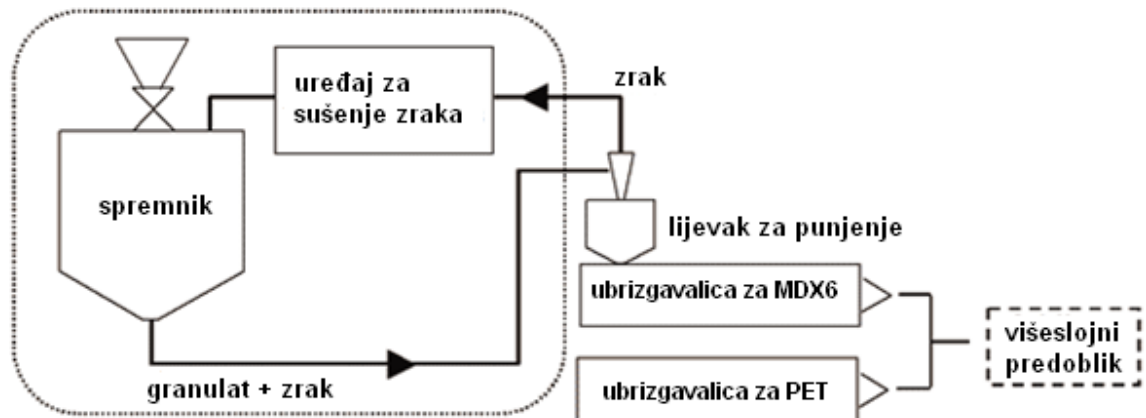 uređaj za
sušenje zraka
zrak
spremnik
lijevak za punjenje
ubrizgavalica za MDX6
višeslojni
predoblik
granulat + zrak
ubrizgavalica za PET